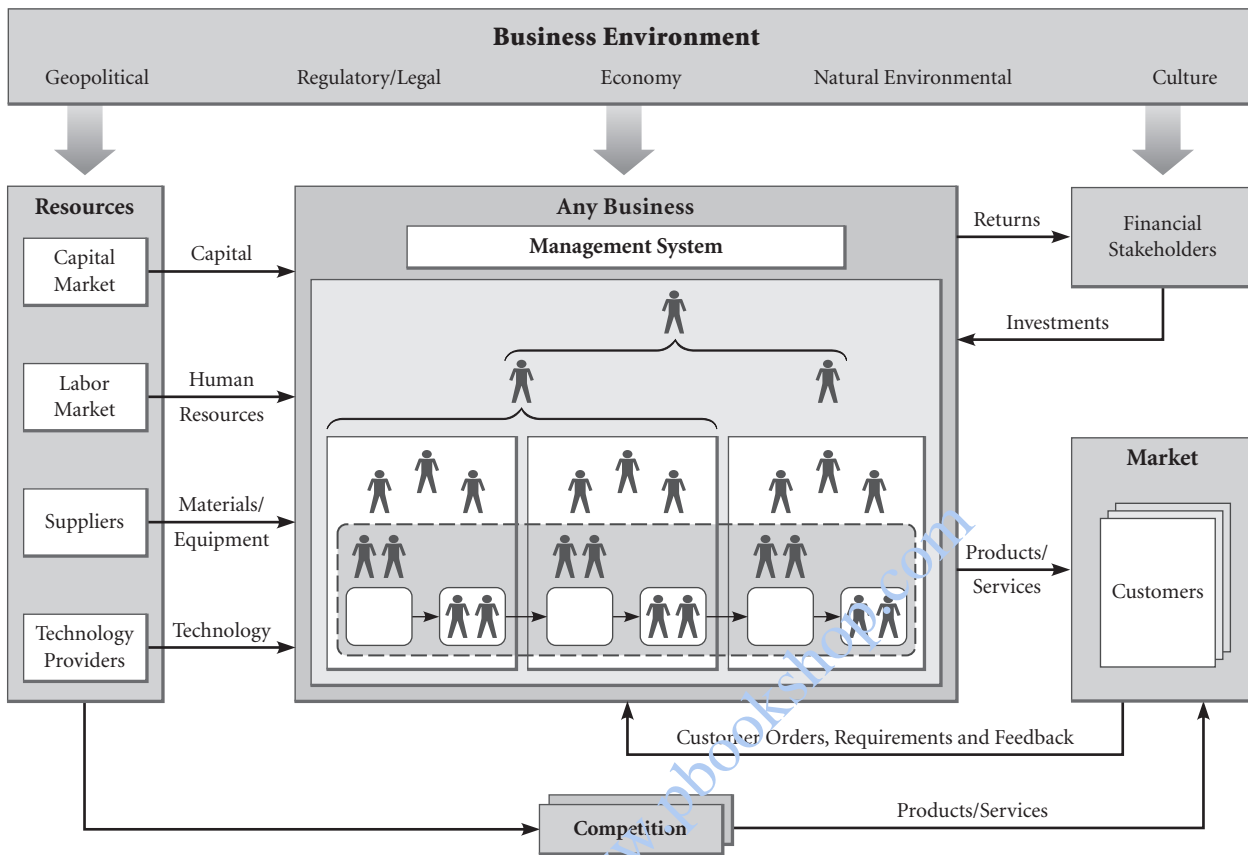 Business Environment
Geopolitical
Regulatory/Legal
Economy
Natural Environmental
Culture
Resources
Capital
Market
Labor
Market
Suppliers
Technology
Providers
Capital
Human
Resources
Materials/
Equipment
Technology
Any Business
Management System
Returns
Financial
Stakeholders
Investments
Market
Products/
Services
Customers
Customer Orders, Requirements and Feedback
Competition
Products/Services